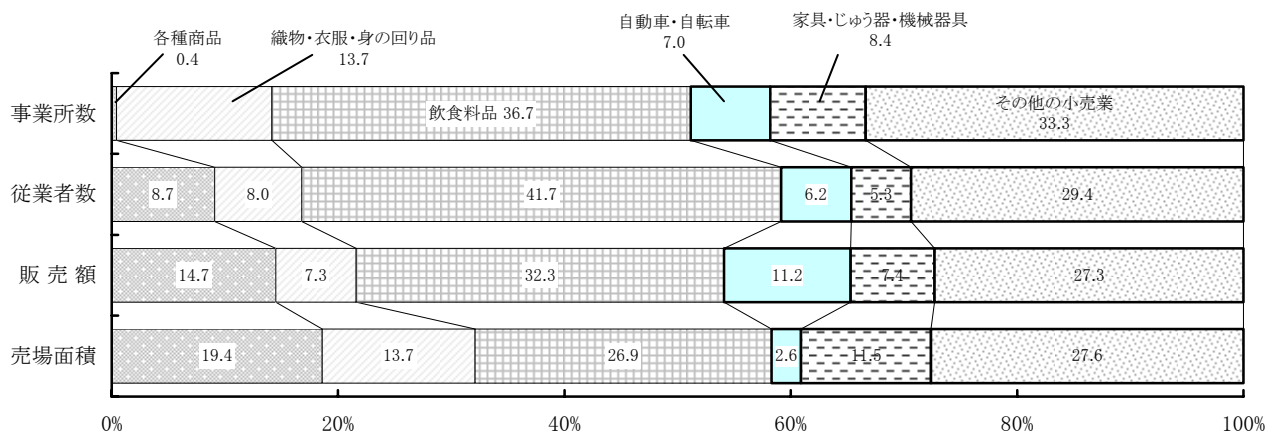 各種商品
0.4
織物・衣服・身の回り品
13.7
自動車・自転車
7.0
家具・じゅう器・機械器具
8.4
事業所数
飲食料品 36.7
その他の小売業
33.3
従業者数
8.7
8.0
41.7
6.2
5.3
29.4
販売額
14.7
7.3
32.3
11.2
7.4
27.3
売場面積
19.4
13.7
26.9
2.6
11.5
27.6
0%
20%
40%
60%
80%
100%